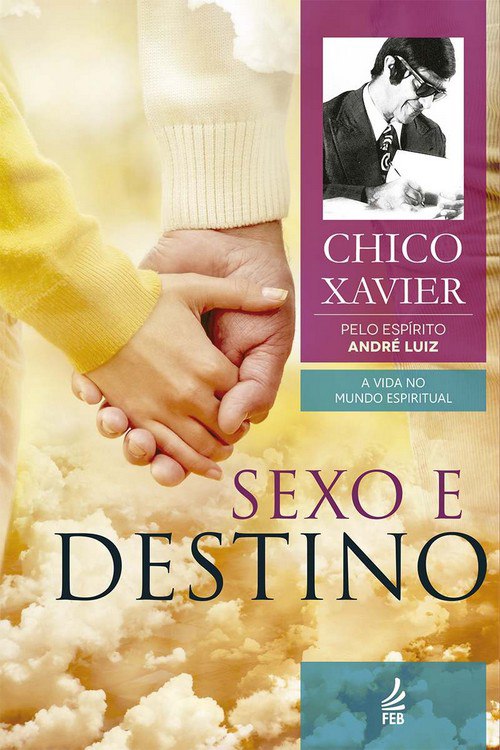 CHICO
XAVIER
PELO ESPÍRITO
ANDRÉ LUIZ
A VIDA NO
MUNDO ESPIRITUAL
SEXO E
DESTINO
FEB